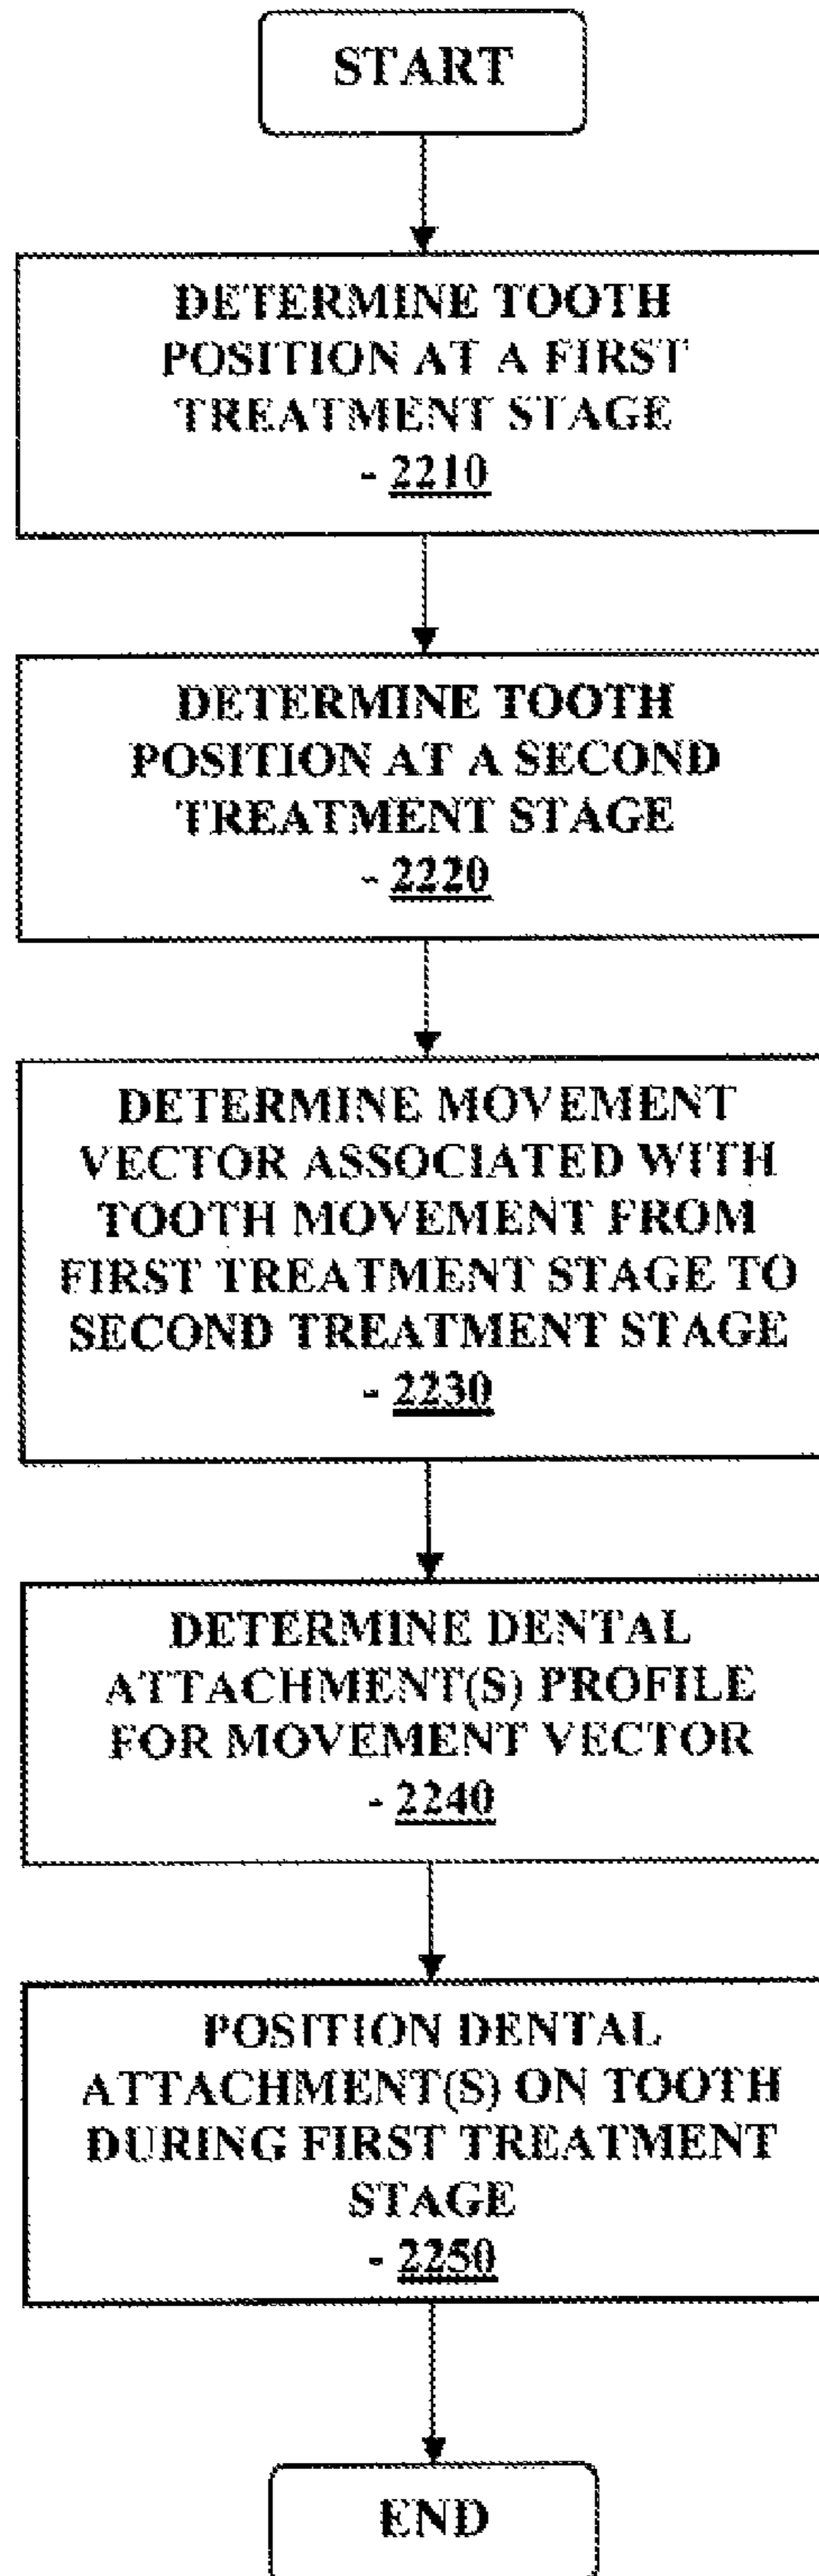 START
DETERMINE TOOTH
POSITION AT A FIRST
TREATMENT STAGE
- 2210
DETERMINE TOOTH
POSITION AT A SECOND
TREATMENT STAGE
- 2220
DETERMINE MOVEMENT
VECTOR ASSOCIATED WITH
TOOTH MOVEMENT FROM
FIRST TREATMENT STAGE TO
SECOND TREATMENT STAGE
- 2230
DETERMINE DENTAL
ATTACHMENT(S) PROFILE
FOR MOVEMENT VECTOR
- 2240
POSITION DENTAL
ATTACHMENT(S) ON TOOTH
DURING FIRST TREATMENT
STAGE
- 2250
END